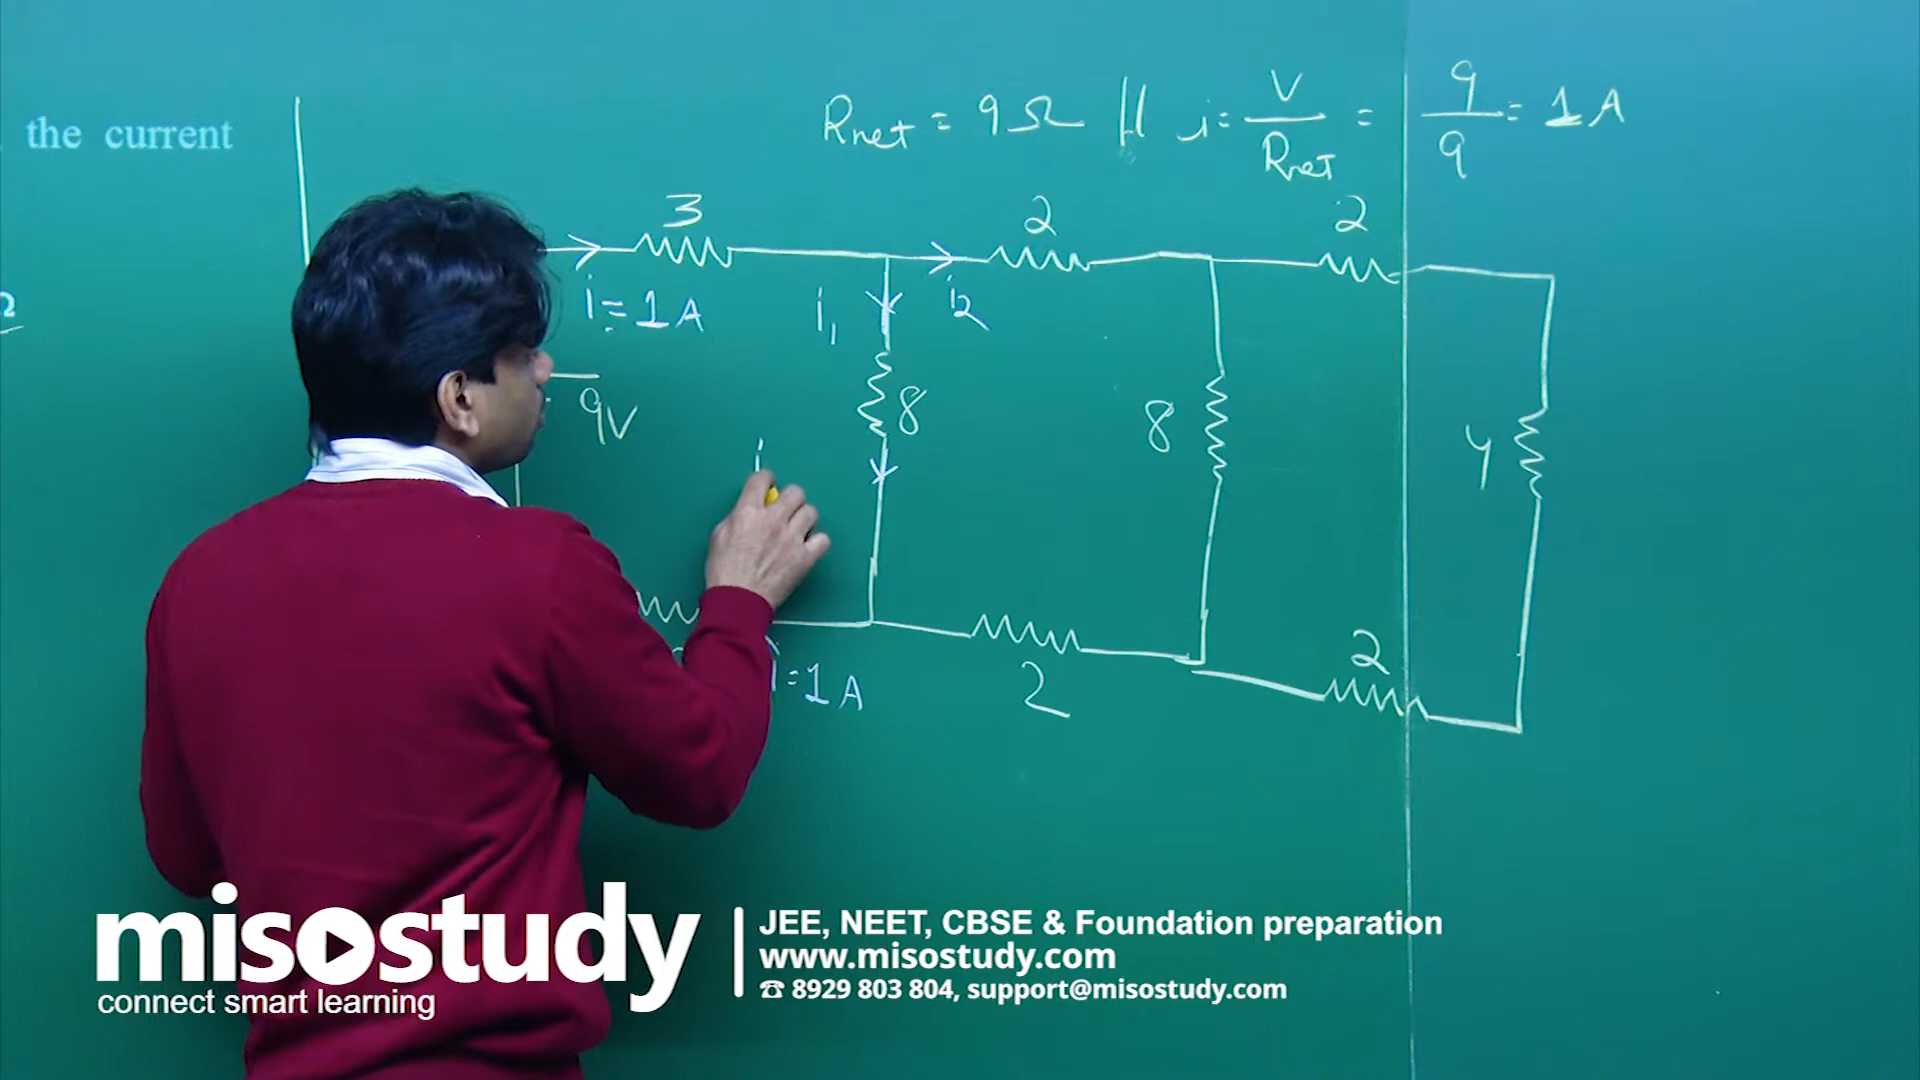 the current
Ω
Rnet = 9Ω || i = V/Rnet = 9/9 = 1A
3
2
2
i = 1A
i1
i2
9V
8
8
4
i
i = 1A
2
2
misostudy
connect smart learning
JEE, NEET, CBSE & Foundation preparation
www.misostudy.com
☎ 8929 803 804, support@misostudy.com